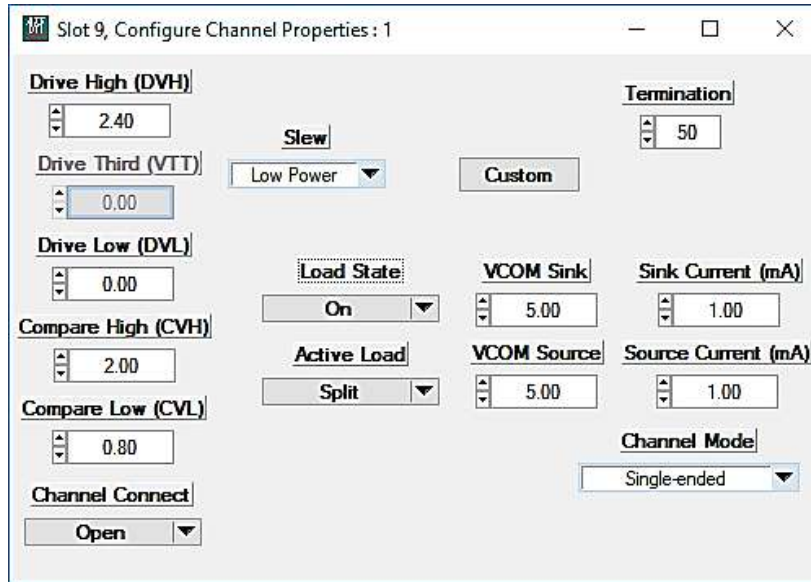 Slot 9, Configure Channel Properties : 1
Drive High (DVH)
2.40
Drive Third (VTT)
0.00
Drive Low (DVL)
0.00
Compare High (CVH)
2.00
Compare Low (CVL)
0.80
Channel Connect
Open
Slew
Low Power
Custom
Termination
50
Load State
On
Active Load
Split
VCOM Sink
5.00
VCOM Source
5.00
Sink Current (mA)
1.00
Source Current (mA)
1.00
Channel Mode
Single-ended